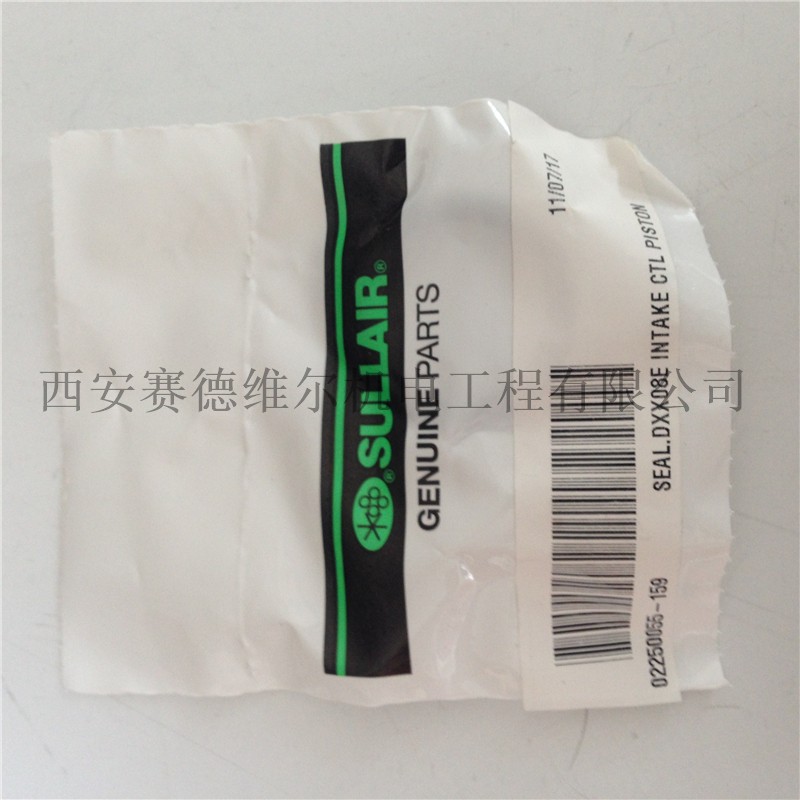 SULLAIR®
GENUINE PARTS
11/07/17
02250055-159
SEAL.DXX08E INTAKE CTL PISTON
西安赛德维尔机电工程有限公司